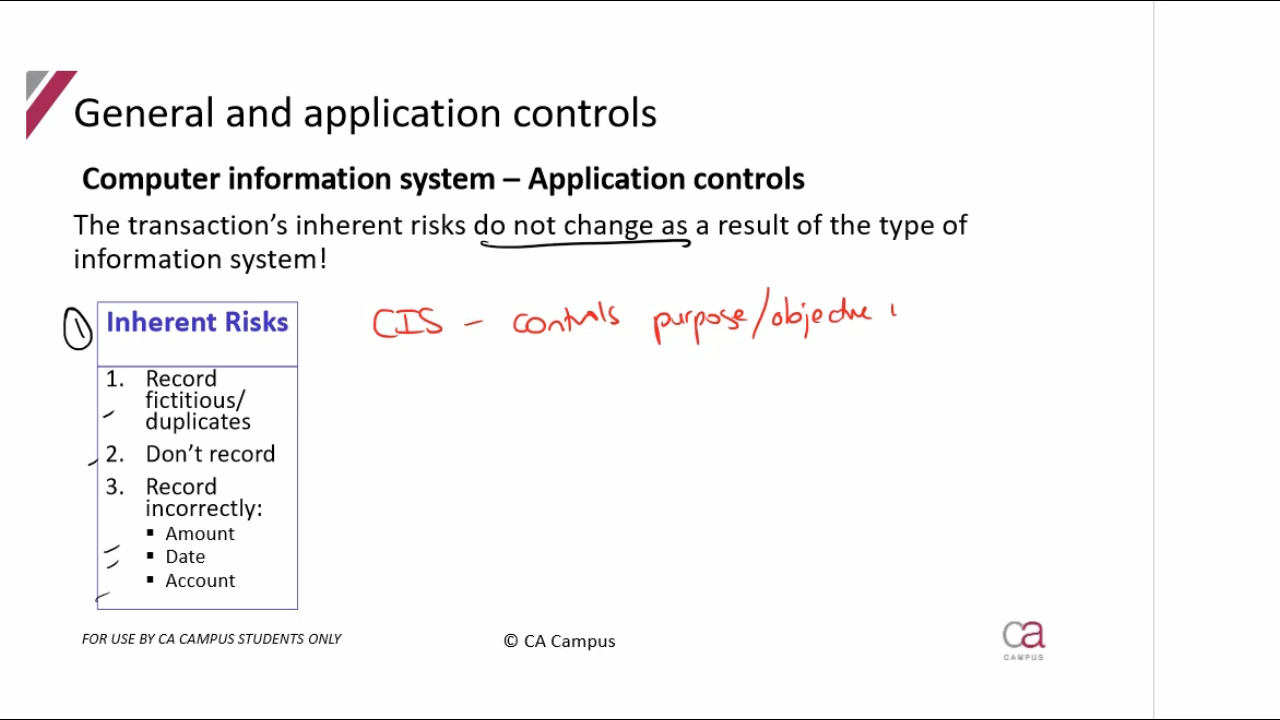 General and application controls
Computer information system – Application controls
The transaction's inherent risks do not change as a result of the type of
information system!
1
Inherent Risks
CIS – controls purpose/objective
1. Record
fictitious/
duplicates
2. Don't record
3. Record
incorrectly:
▪ Amount
▪ Date
▪ Account
FOR USE BY CA CAMPUS STUDENTS ONLY
© CA Campus
ca
CAMPUS